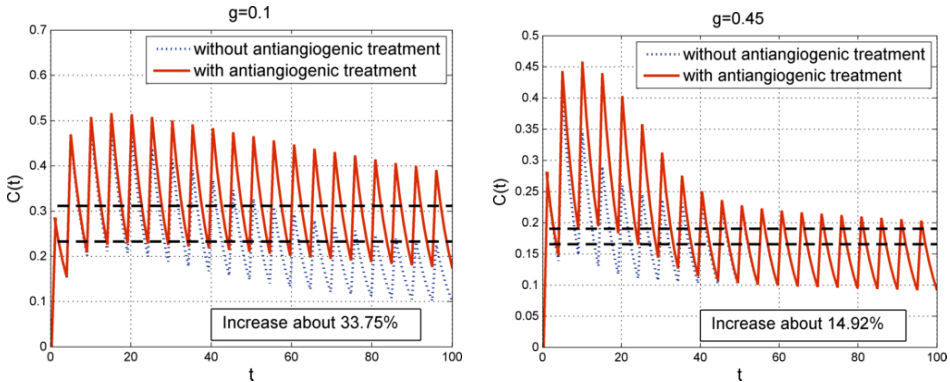 g=0.1
0.7
0.6
0.5
0.4
0.3
0.2
0.1
0
C(t)
without antiangiogenic treatment
with antiangiogenic treatment
Increase about 33.75%
0 20 40 60 80 100
t
g=0.45
0.5
0.45
0.4
0.35
0.3
0.25
0.2
0.15
0.1
0.05
0
C(t)
without antiangiogenic treatment
with antiangiogenic treatment
Increase about 14.92%
0 20 40 60 80 100
t